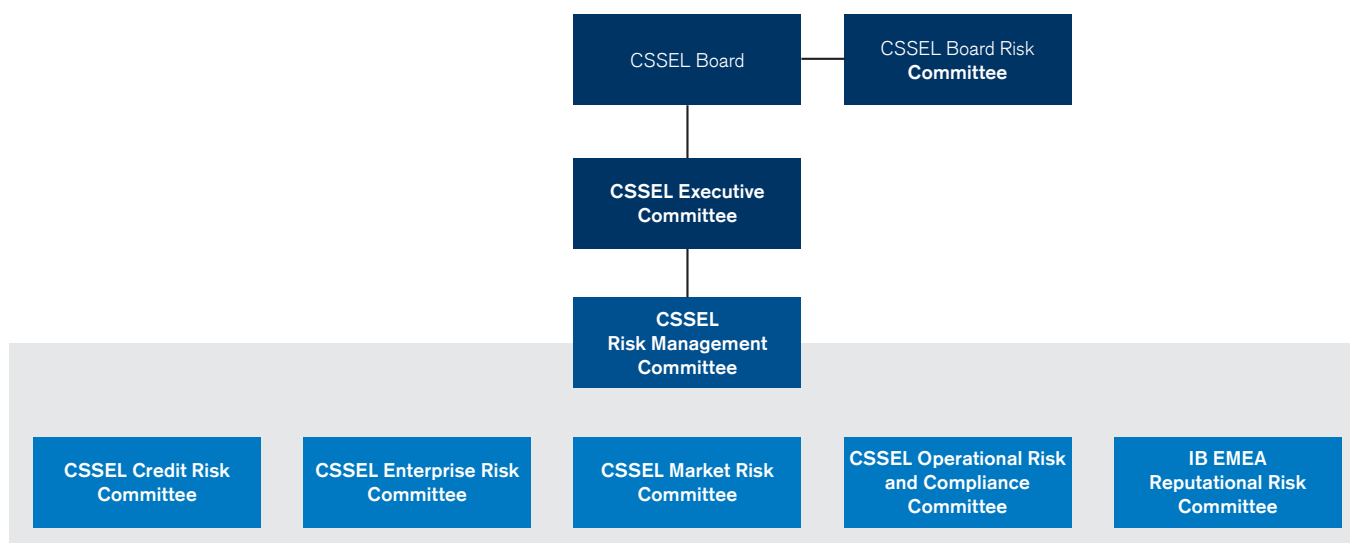 CSSEL Board
CSSEL Board Risk
Committee
CSSEL Executive
Committee
CSSEL
Risk Management
Committee
CSSEL Credit Risk
Committee
CSSEL Enterprise Risk
Committee
CSSEL Market Risk
Committee
CSSEL Operational Risk
and Compliance
Committee
IB EMEA
Reputational Risk
Committee